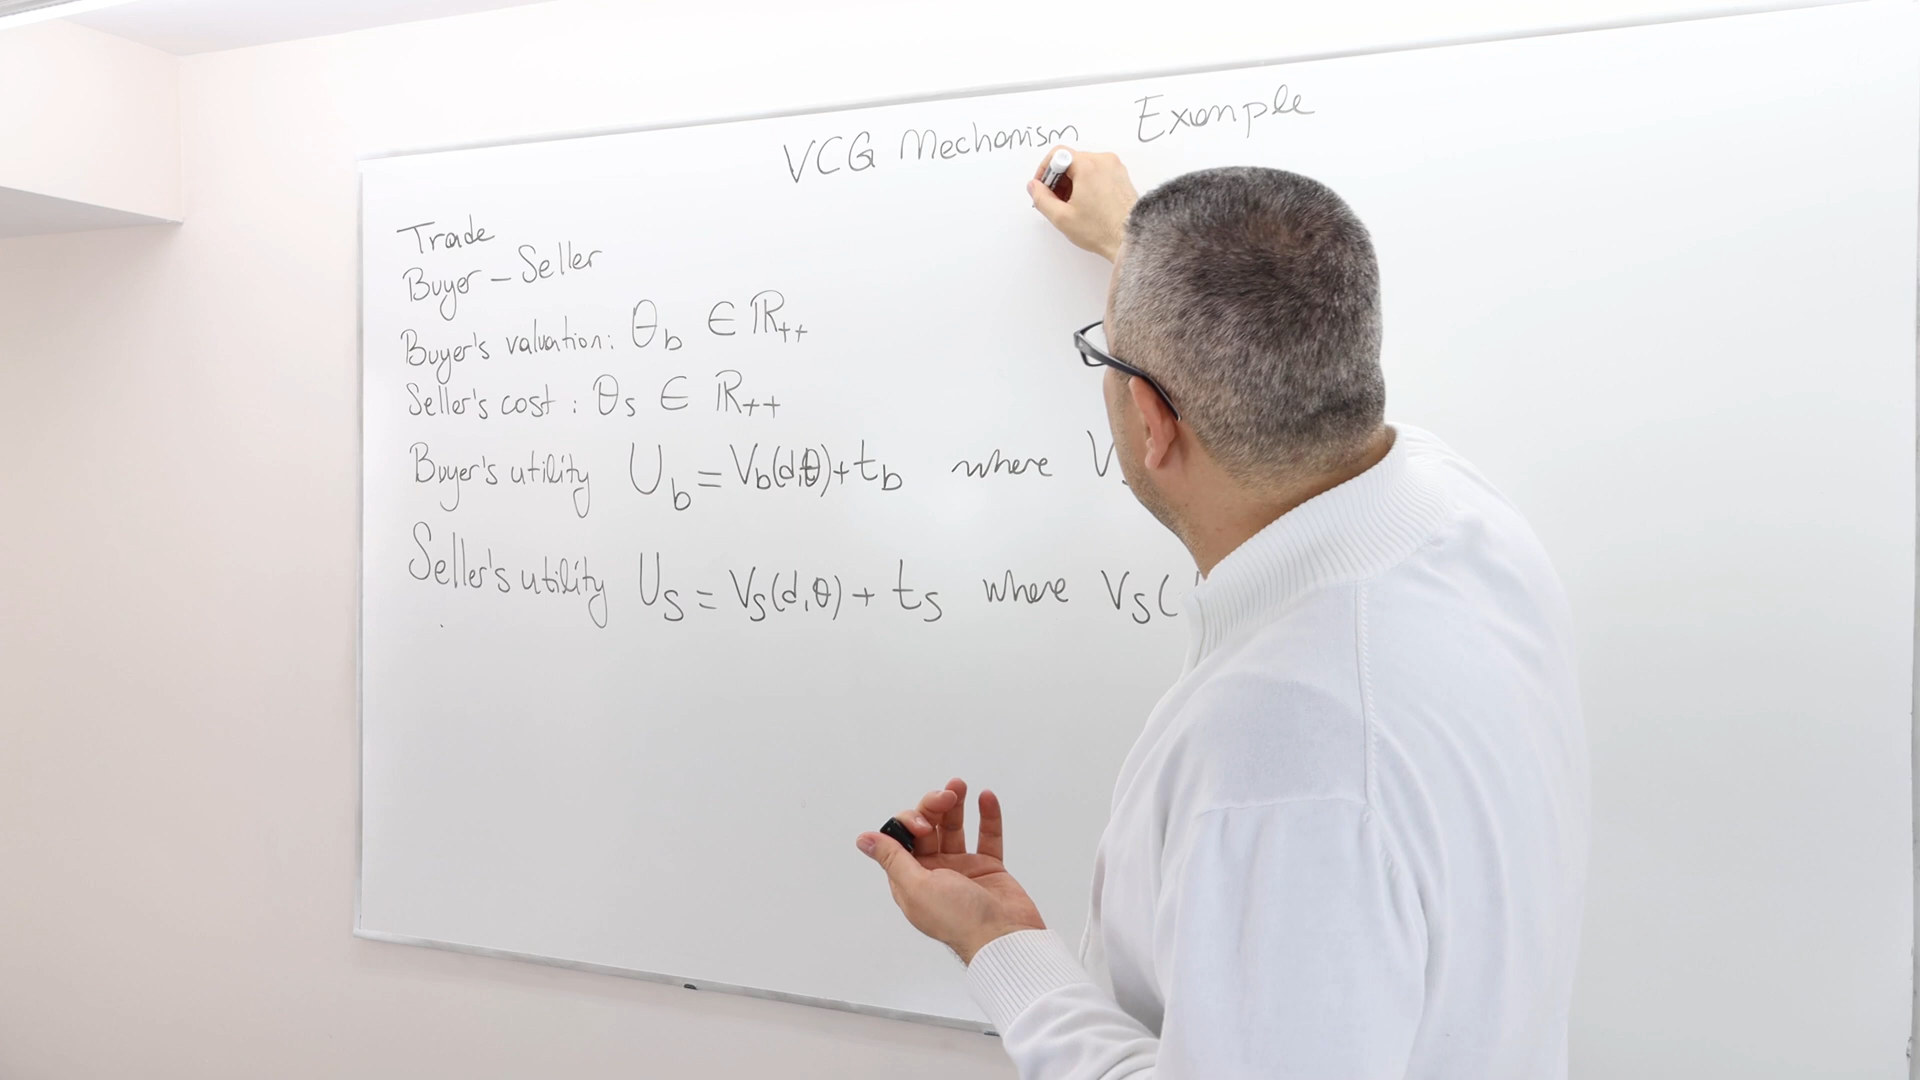 VCG Mechanism Example
Trade
Buyer - Seller
Buyer's valuation: θb ∈ ℝ++
Seller's cost: θs ∈ ℝ++
Buyer's utility Ub = Vb(d,θ) + tb where V
Seller's utility Us = Vs(d,θ) + ts where Vs(